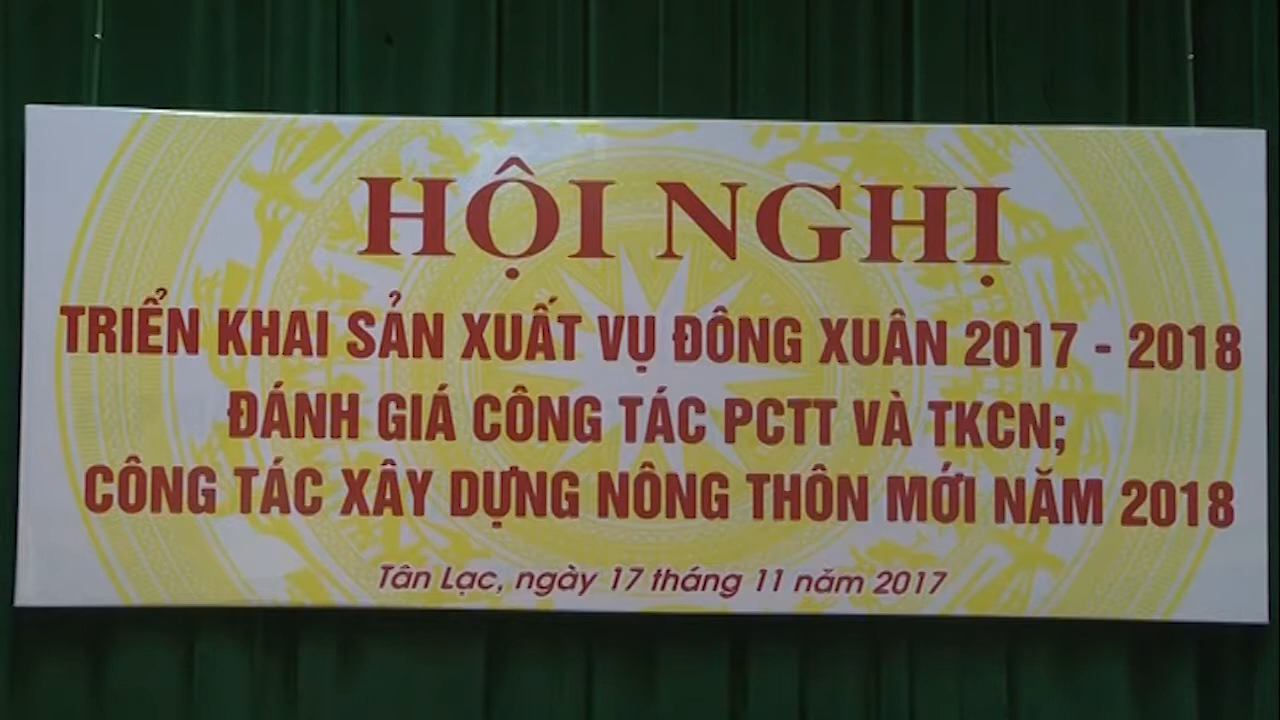 HỘI NGHỊ
TRIỂN KHAI SẢN XUẤT VỤ ĐÔNG XUÂN 2017 - 2018
ĐÁNH GIÁ CÔNG TÁC PCTT VÀ TKCN;
CÔNG TÁC XÂY DỰNG NÔNG THÔN MỚI NĂM 2018
Tân Lạc, ngày 17 tháng 11 năm 2017